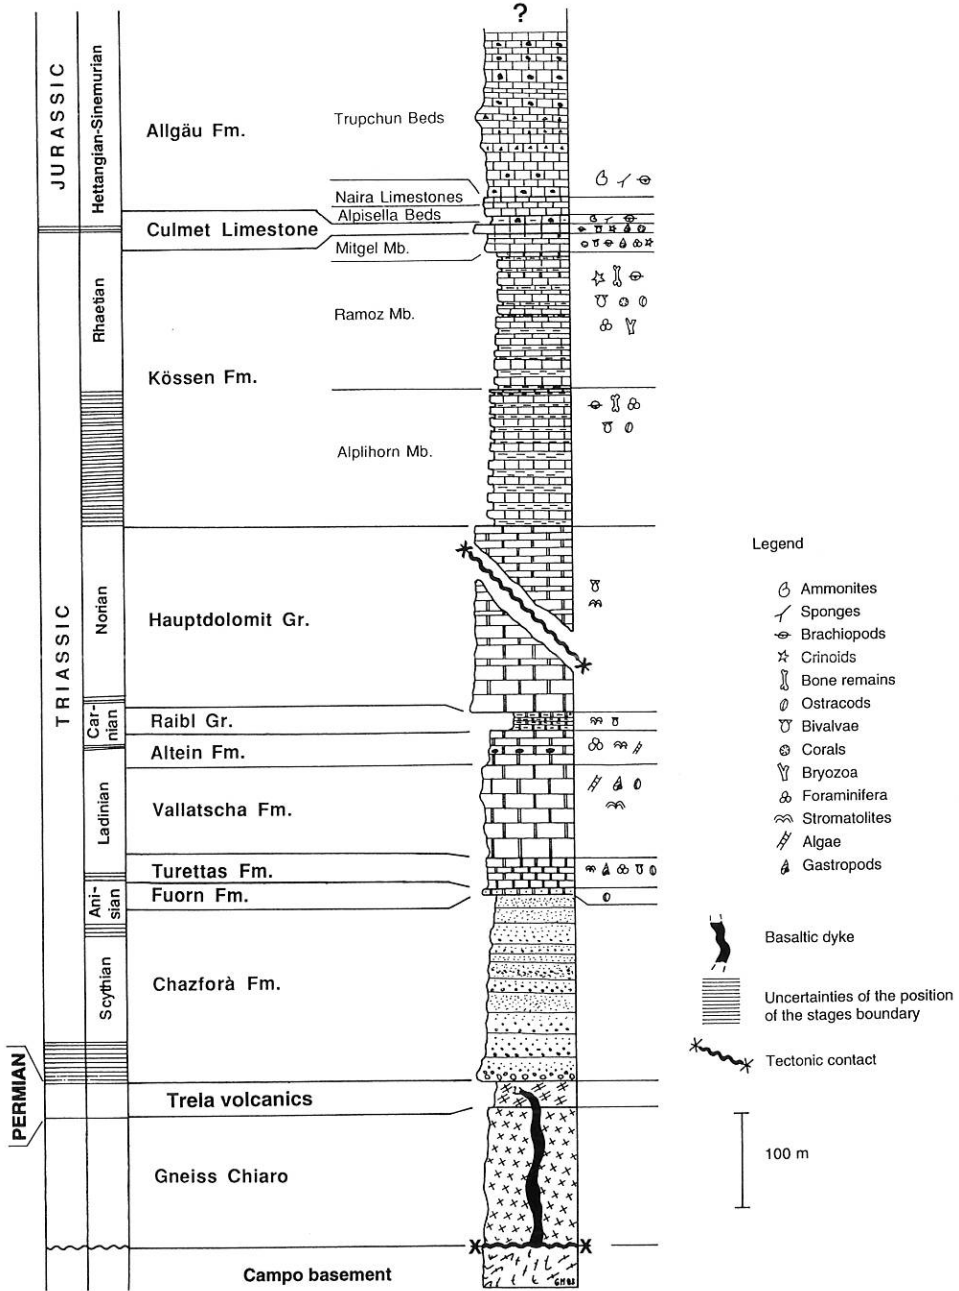 ?
JURASSIC
Hettangian-Sinemurian
Allgäu Fm.
Trupchun Beds
Naira Limestones
Alpisella Beds
Culmet Limestone
Mitgel Mb.
Rhaetian
Ramoz Mb.
Kössen Fm.
Alplihorn Mb.
TRIASSIC
Norian
Hauptdolomit Gr.
Car-
nian
Raibl Gr.
Altein Fm.
Ladinian
Vallatscha Fm.
Turettas Fm.
Ani-
sian
Fuorn Fm.
Scythian
Chazforà Fm.
PERMIAN
Trela volcanics
Gneiss Chiaro
Campo basement
Legend
Ammonites
Sponges
Brachiopods
Crinoids
Bone remains
Ostracods
Bivalvae
Corals
Bryozoa
Foraminifera
Stromatolites
Algae
Gastropods
Basaltic dyke
Uncertainties of the position
of the stages boundary
Tectonic contact
100 m